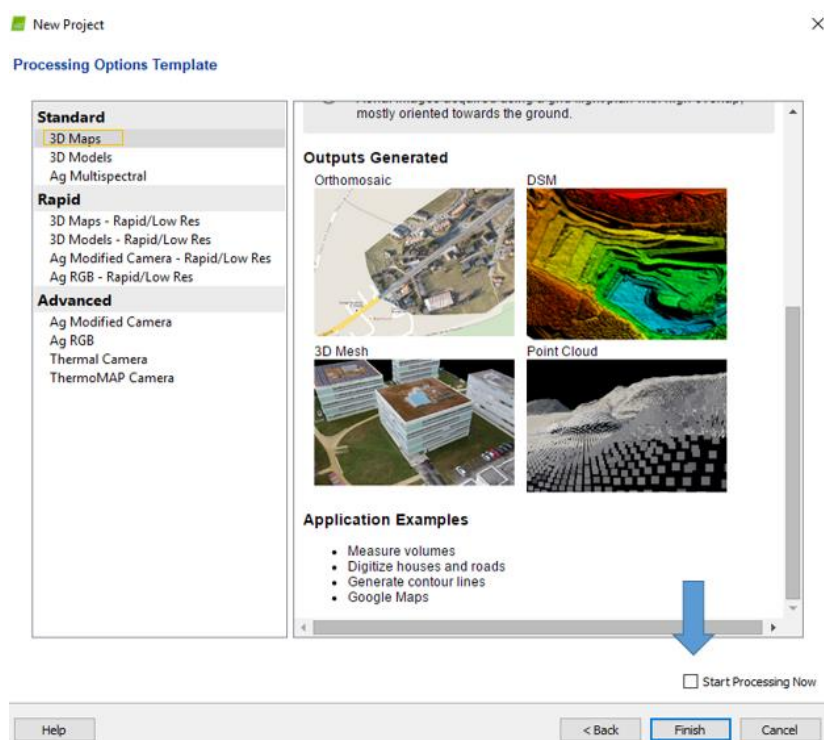 New Project
Processing Options Template
Standard
3D Maps
3D Models
Ag Multispectral
Rapid
3D Maps - Rapid/Low Res
3D Models - Rapid/Low Res
Ag Modified Camera - Rapid/Low Res
Ag RGB - Rapid/Low Res
Advanced
Ag Modified Camera
Ag RGB
Thermal Camera
ThermoMAP Camera
mostly oriented towards the ground.
Outputs Generated
Orthomosaic DSM
3D Mesh Point Cloud
Application Examples
• Measure volumes
• Digitize houses and roads
• Generate contour lines
• Google Maps
Start Processing Now
Help < Back Finish Cancel